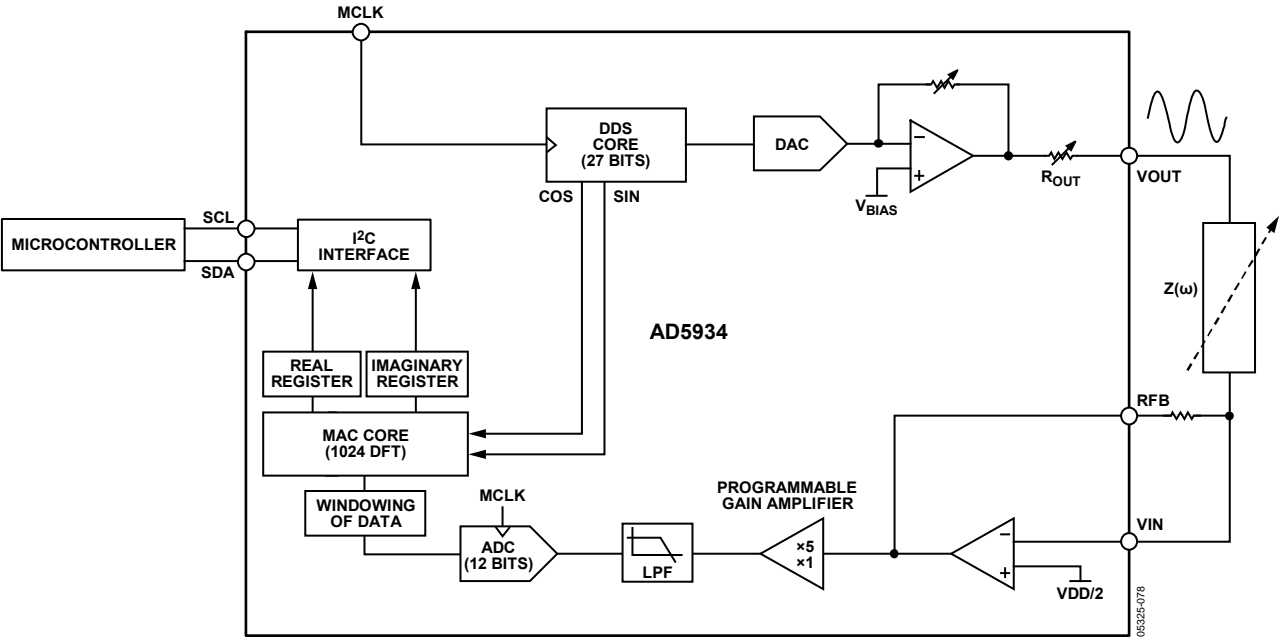 MCLK
DDS
CORE
(27 BITS)
DAC
COS
SIN
VBIAS
ROUT
VOUT
SCL
SDA
MICROCONTROLLER
I2C
INTERFACE
Z(ω)
AD5934
REAL
REGISTER
IMAGINARY
REGISTER
RFB
MAC CORE
(1024 DFT)
PROGRAMMABLE
GAIN AMPLIFIER
WINDOWING
OF DATA
MCLK
ADC
(12 BITS)
LPF
×5
×1
VIN
VDD/2
05325-078